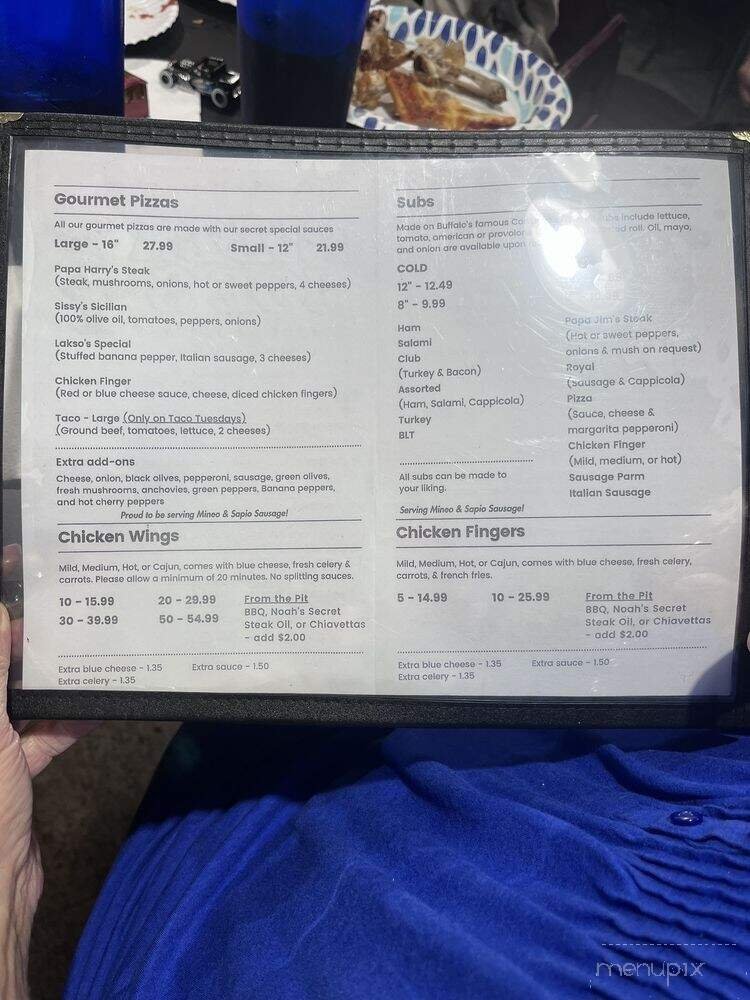 Gourmet Pizzas
All our gourmet pizzas are made with our secret special sauces
Large - 16" 27.99 Small - 12" 21.99
Papa Harry's Steak
(Steak, mushrooms, onions, hot or sweet peppers, 4 cheeses)
Sissy's Sicilian
(100% olive oil, tomatoes, peppers, onions)
Lakso's Special
(Stuffed banana pepper, Italian sausage, 3 cheeses)
Chicken Finger
(Red or blue cheese sauce, cheese, diced chicken fingers)
Taco - Large (Only on Taco Tuesdays)
(Ground beef, tomatoes, lettuce, 2 cheeses)
Extra add-ons
Cheese, onion, black olives, pepperoni, sausage, green olives,
fresh mushrooms, anchovies, green peppers, Banana peppers,
and hot cherry peppers
Proud to be serving Mineo & Sapio Sausage!
Chicken Wings
Mild, Medium, Hot, or Cajun, comes with blue cheese, fresh celery &
carrots. Please allow a minimum of 20 minutes. No splitting sauces.
10 - 15.99 20 - 29.99 From the Pit
30 - 39.99 50 - 54.99 BBQ, Noah's Secret
Steak Oil, or Chiavettas
- add $2.00
Extra blue cheese - 1.35 Extra sauce - 1.50
Extra celery - 1.35
Subs
Made on Buffalo's famous include lettuce,
tomato, american or roll. Oil, mayo,
and onion are available upon
COLD
12" - 12.49
8" - 9.99
Ham
Salami
Club
(Turkey & Bacon)
Assorted
(Ham, Salami, Cappicola)
Turkey
BLT
All subs can be made to
your liking.
Serving Mineo & Sapio Sausage!
Papa Jim's Steak
(Hot or sweet peppers,
onions & mush on request)
Royal
(Sausage & Cappicola)
Pizza
(Sauce, cheese &
margarita pepperoni)
Chicken Finger
(Mild, medium, or hot)
Sausage Parm
Italian Sausage
Chicken Fingers
Mild, Medium, Hot, or Cajun, comes with blue cheese, fresh celery,
carrots, & french fries.
5 - 14.99 10 - 25.99 From the Pit
BBQ, Noah's Secret
Steak Oil, or Chiavettas
- add $2.00
Extra blue cheese - 1.35 Extra sauce - 1.50
Extra celery - 1.35
menupix